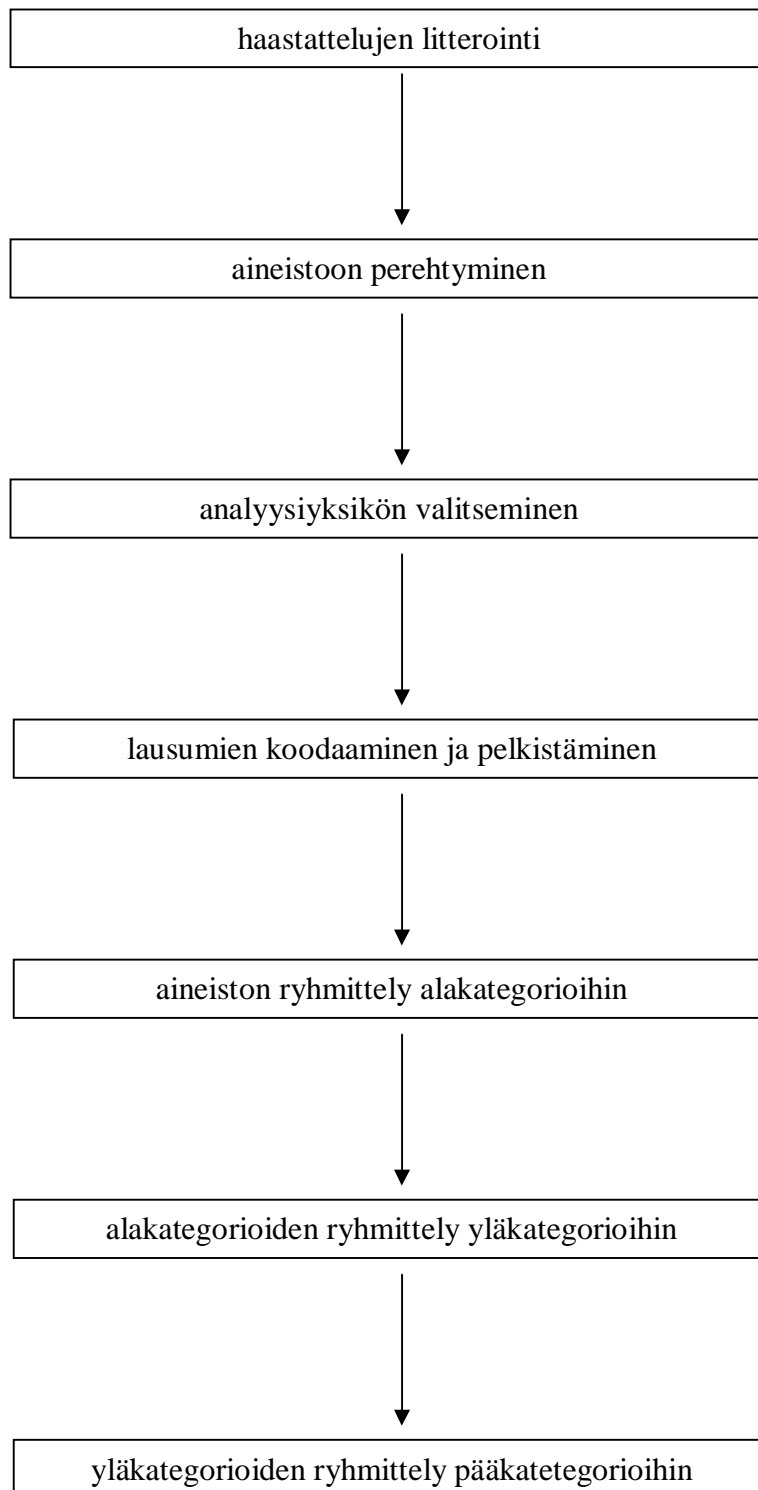 haastattelujen litterointi
aineistoon perehtyminen
analyysiyksikön valitseminen
lausumien koodaaminen ja pelkistäminen
aineiston ryhmittely alakategorioihin
alakategorioiden ryhmittely yläkategorioihin
yläkategorioiden ryhmittely pääkatetegorioihin